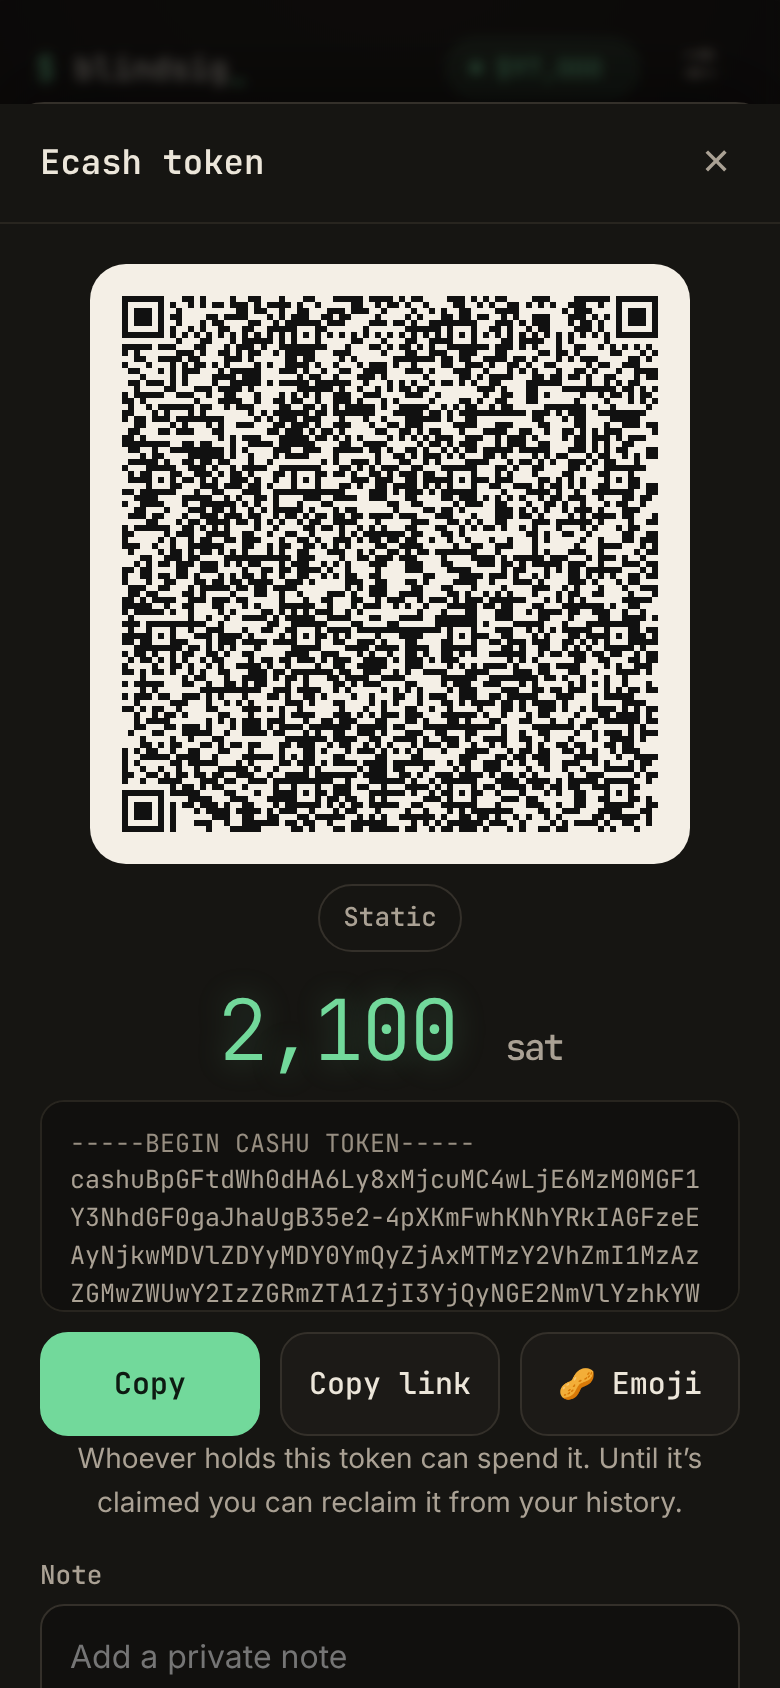 blindsig_
Ecash token
Static
2,100 sat
-----BEGIN CASHU TOKEN-----
cashuBpGFtdWh0dHA6Ly8xMjcuMC4wLjE6MzM0MGF1
Y3NhdGF0gaJhaUgB35e2-4pXKmFwhKNhYRkIAGFzeE
AyNjkwMDVlZDYyMDY0YmQyZjAxMTMzY2VhZmI1MzAz
ZGMwZWUwY2IzZGRmZTA1ZjI3YjQyNGE2NmVlYzhkYW
Copy
Copy link
🥜 Emoji
Whoever holds this token can spend it. Until it’s
claimed you can reclaim it from your history.
Note
Add a private note